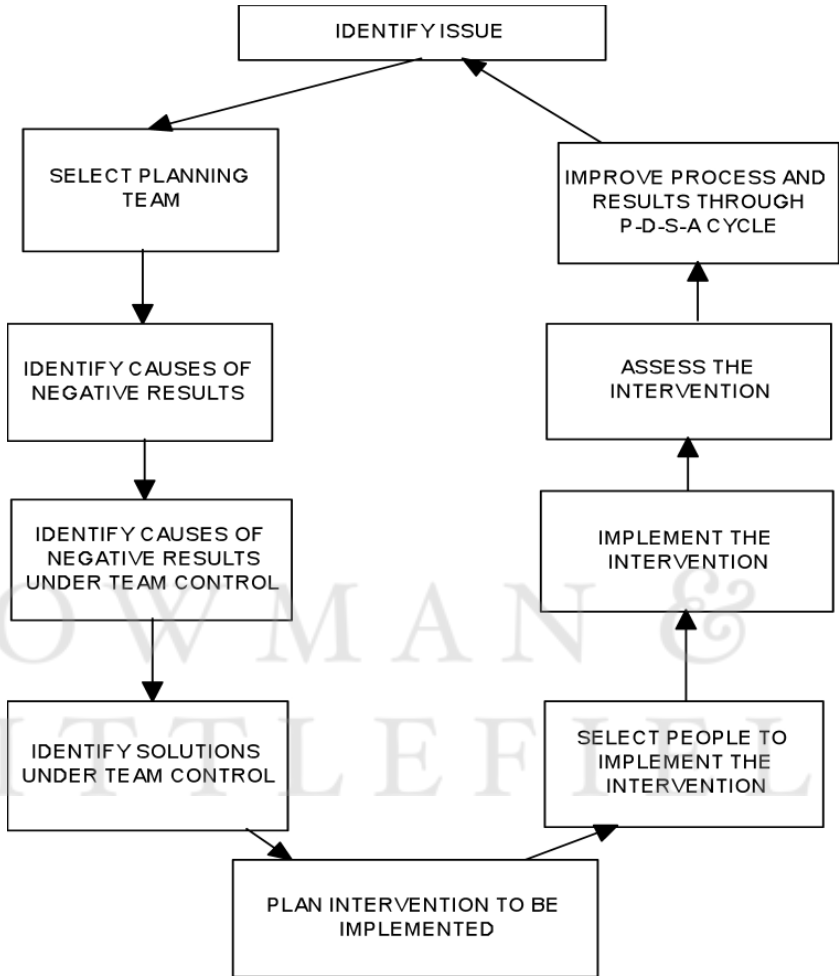 IDENTIFY ISSUE
SELECT PLANNING
TEAM
IDENTIFY CAUSES OF
NEGATIVE RESULTS
IDENTIFY CAUSES OF
NEGATIVE RESULTS
UNDER TEAM CONTROL
IDENTIFY SOLUTIONS
UNDER TEAM CONTROL
PLAN INTERVENTION TO BE
IMPLEMENTED
SELECT PEOPLE TO
IMPLEMENT THE
INTERVENTION
IMPLEMENT THE
INTERVENTION
ASSESS THE
INTERVENTION
IMPROVE PROCESS AND
RESULTS THROUGH
P-D-S-A CYCLE
OWMAN &
ITTLEFIEL